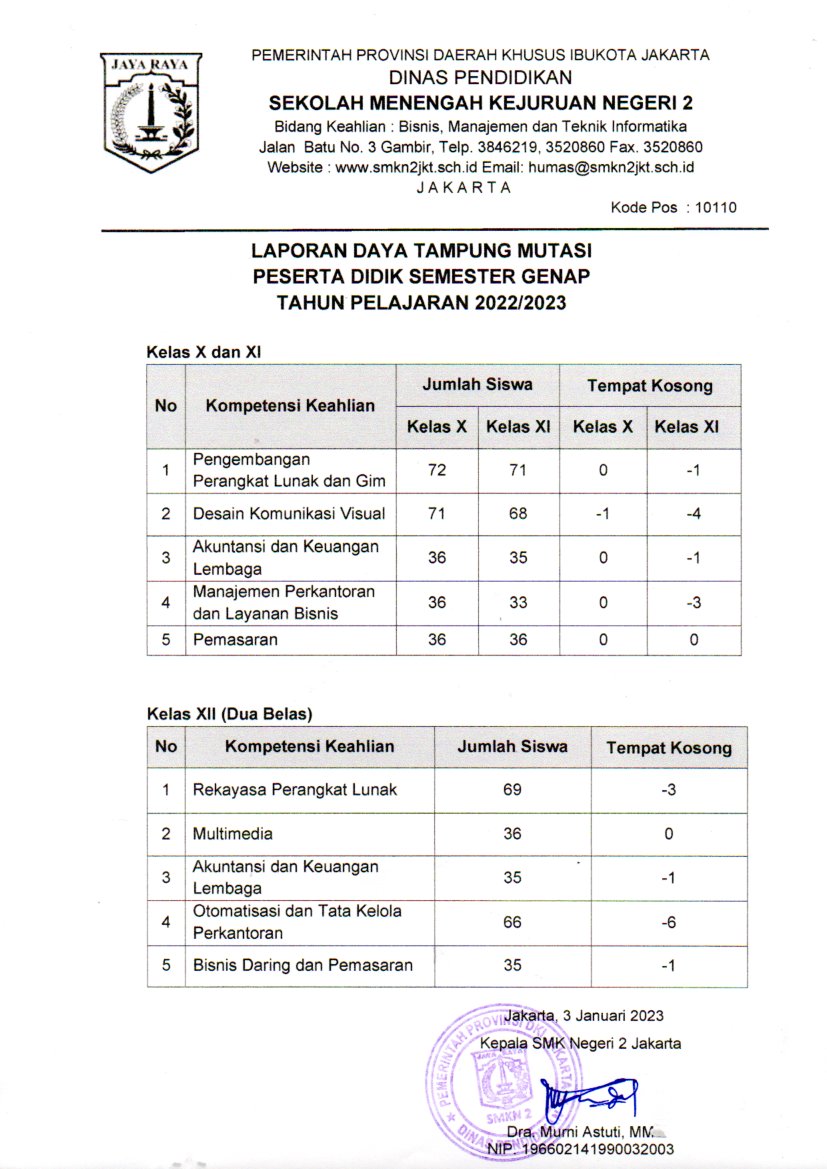 JAYA RAYA
PEMERINTAH PROVINSI DAERAH KHUSUS IBUKOTA JAKARTA
DINAS PENDIDIKAN
SEKOLAH MENENGAH KEJURUAN NEGERI 2
Bidang Keahlian : Bisnis, Manajemen dan Teknik Informatika
Jalan Batu No. 3 Gambir, Telp. 3846219, 3520860 Fax. 3520860
Website : www.smkn2jkt.sch.id Email: humas@smkn2jkt.sch.id
J A K A R T A
Kode Pos : 10110
LAPORAN DAYA TAMPUNG MUTASI
PESERTA DIDIK SEMESTER GENAP
TAHUN PELAJARAN 2022/2023
Kelas X dan XI
No Kompetensi Keahlian Jumlah Siswa Tempat Kosong
Kelas X Kelas XI Kelas X Kelas XI
1 Pengembangan
Perangkat Lunak dan Gim 72 71 0 -1
2 Desain Komunikasi Visual 71 68 -1 -4
3 Akuntansi dan Keuangan
Lembaga 36 35 0 -1
4 Manajemen Perkantoran
dan Layanan Bisnis 36 33 0 -3
5 Pemasaran 36 36 0 0
Kelas XII (Dua Belas)
No Kompetensi Keahlian Jumlah Siswa Tempat Kosong
1 Rekayasa Perangkat Lunak 69 -3
2 Multimedia 36 0
3 Akuntansi dan Keuangan
Lembaga 35 -1
4 Otomatisasi dan Tata Kelola
Perkantoran 66 -6
5 Bisnis Daring dan Pemasaran 35 -1
Jakarta, 3 Januari 2023
Kepala SMK Negeri 2 Jakarta
PEMERINTAH PROVINSI DKI JAKARTA
JAYA RAYA
SMKN 2
Dra. Murni Astuti, MM.
NIP. 196602141990032003